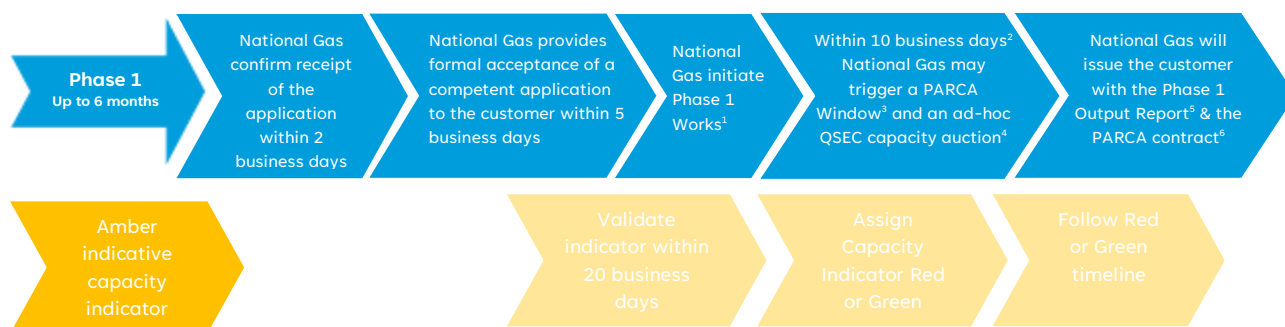 Phase 1
Up to 6 months
National Gas
confirm receipt
of the
application
within 2
business days
National Gas provides
formal acceptance of a
competent application
to the customer within 5
business days
National
Gas initiate
Phase 1
Works¹
Within 10 business days²
National Gas may
trigger a PARCA
Window³ and an ad-hoc
QSEC capacity auction⁴
National Gas will
issue the customer
with the Phase 1
Output Report⁵ & the
PARCA contract⁶
Amber
indicative
capacity
indicator
Validate
indicator within
20 business
days
Assign
Capacity
Indicator Red
or Green
Follow Red
or Green
timeline